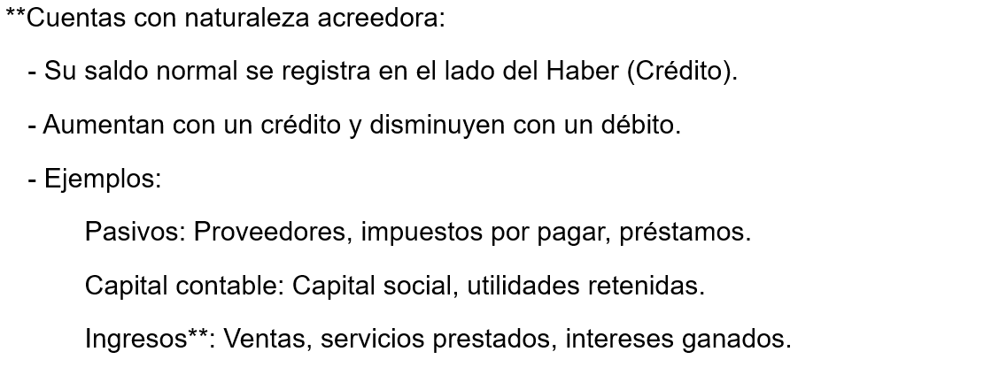 **Cuentas con naturaleza acreedora:
- Su saldo normal se registra en el lado del Haber (Crédito).
- Aumentan con un crédito y disminuyen con un débito.
- Ejemplos:
Pasivos: Proveedores, impuestos por pagar, préstamos.
Capital contable: Capital social, utilidades retenidas.
Ingresos**: Ventas, servicios prestados, intereses ganados.